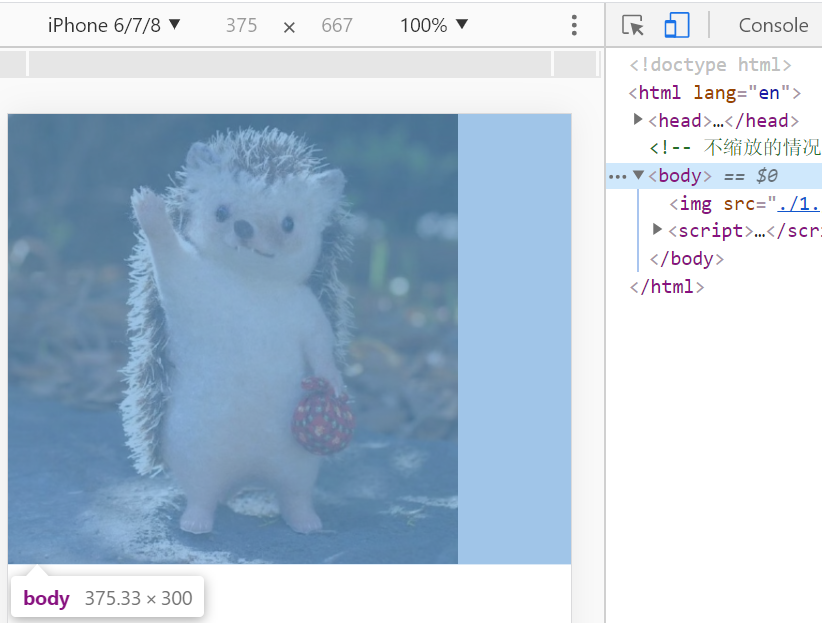 iPhone 6/7/8 ▼ 375 × 667 100% ▼
Console
<!doctype html>
<html lang="en">
▶<head>…</head>
<!-- 不缩放的情况
▼<body> == $0
<img src="./1.
▶<script>…</scri
</body>
</html>
body 375.33 × 300